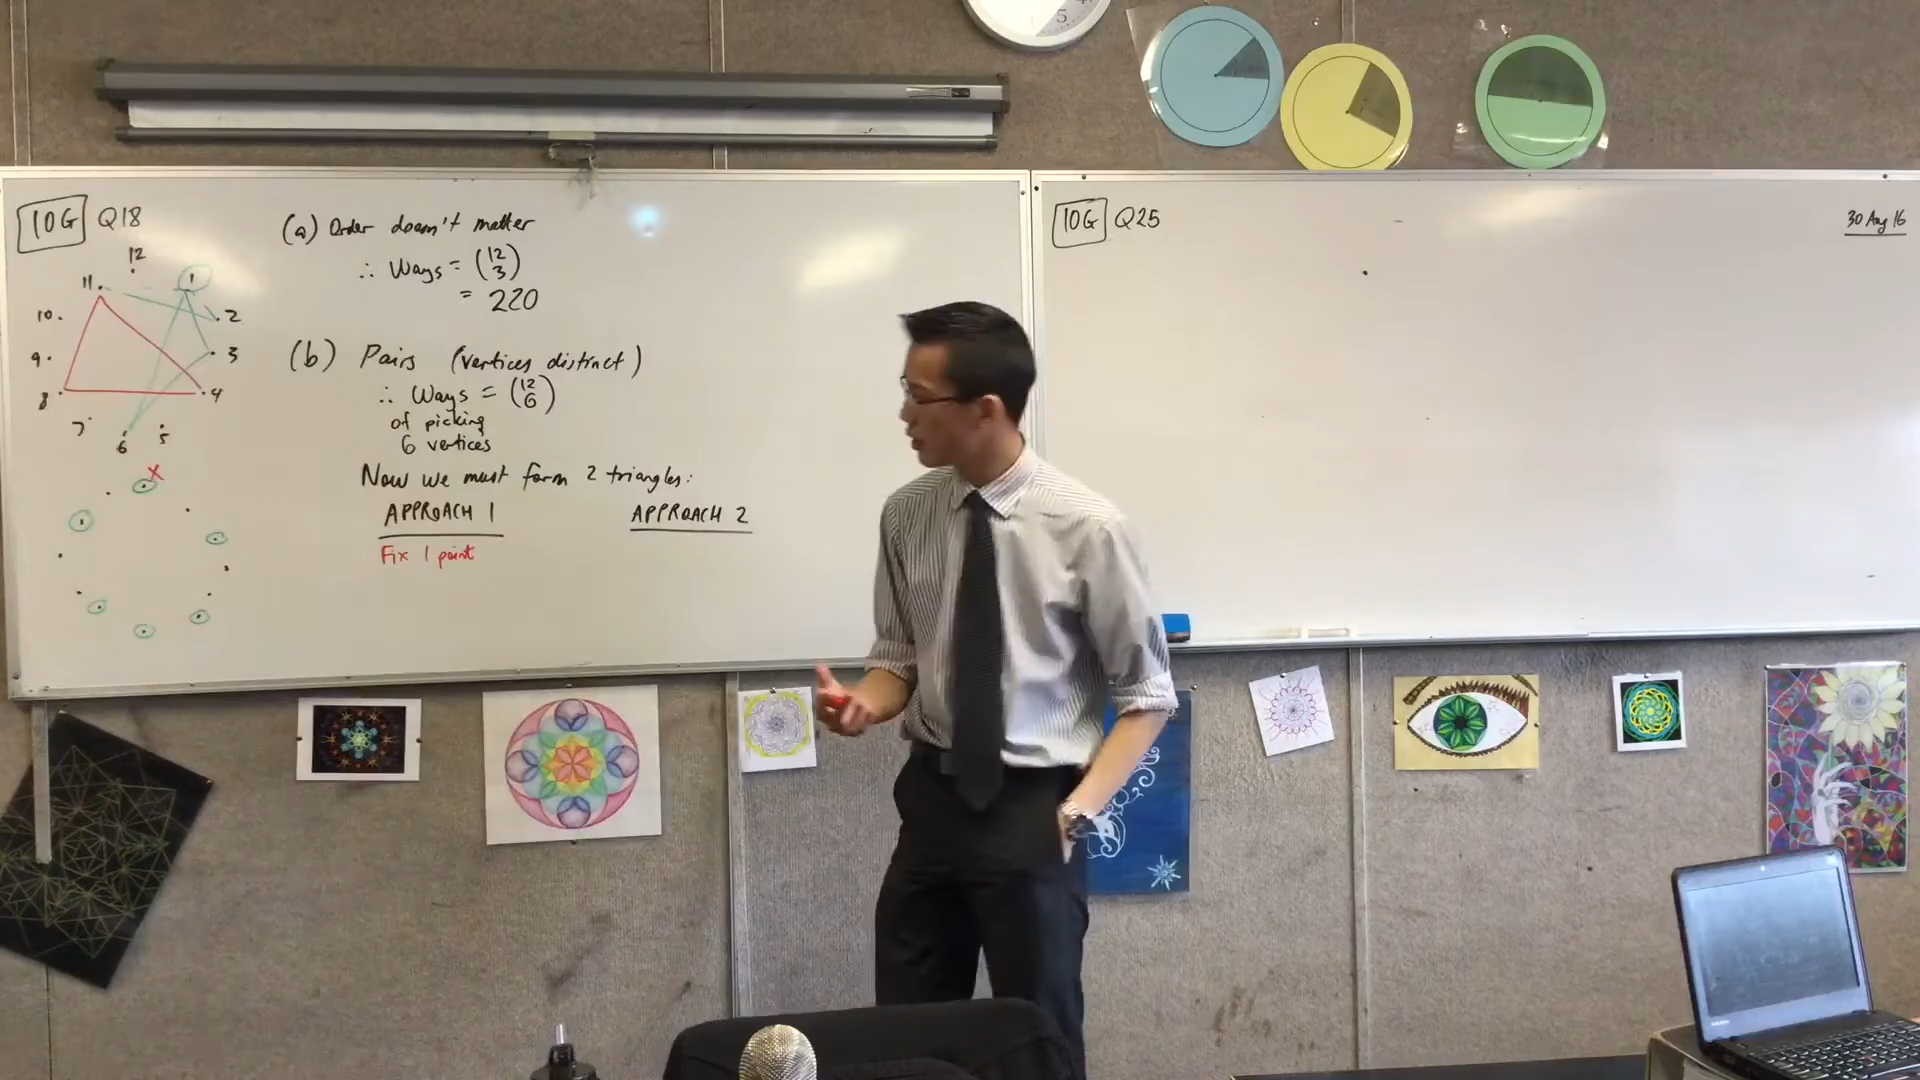 10G Q18
12
11 1
10 2
9 3
8 4
7 5
6
X
(a) Order doesn't matter
∴ Ways = (12 3)
= 220
(b) Pairs (vertices distinct)
∴ Ways = (12 6)
of picking
6 vertices
Now we must form 2 triangles:
APPROACH 1
Fix 1 point
APPROACH 2
10G Q25
30 Aug 16
5